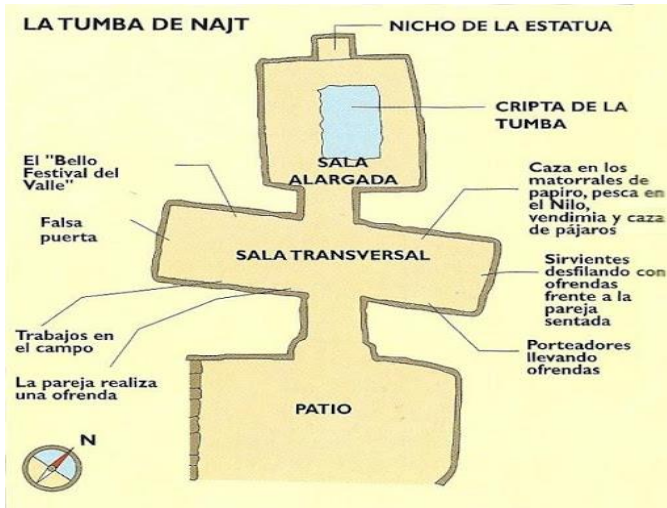 LA TUMBA DE NAJT
NICHO DE LA ESTATUA
CRIPTA DE LA
TUMBA
SALA
ALARGADA
El "Bello
Festival del
Valle"
Falsa
puerta
Caza en los
matorrales de
papiro, pesca en
el Nilo,
vendimia y caza
de pájaros
SALA TRANSVERSAL
Sirvientes
desfilando con
ofrendas
frente a la
pareja
sentada
Trabajos en
el campo
La pareja realiza
una ofrenda
Porteadores
llevando
ofrendas
PATIO
N